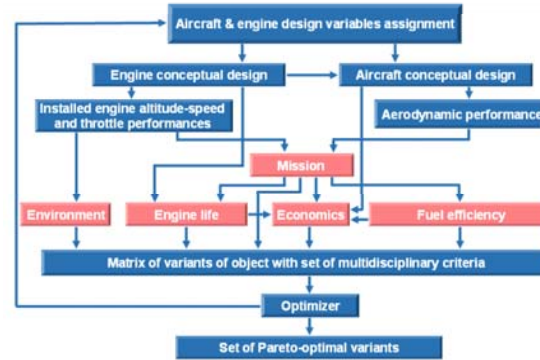 Aircraft & engine design variables assignment
Engine conceptual design
Aircraft conceptual design
Installed engine altitude-speed
and throttle performances
Aerodynamic performance
Mission
Environment
Engine life
Economics
Fuel efficiency
Matrix of variants of object with set of multidisciplinary criteria
Optimizer
Set of Pareto-optimal variants